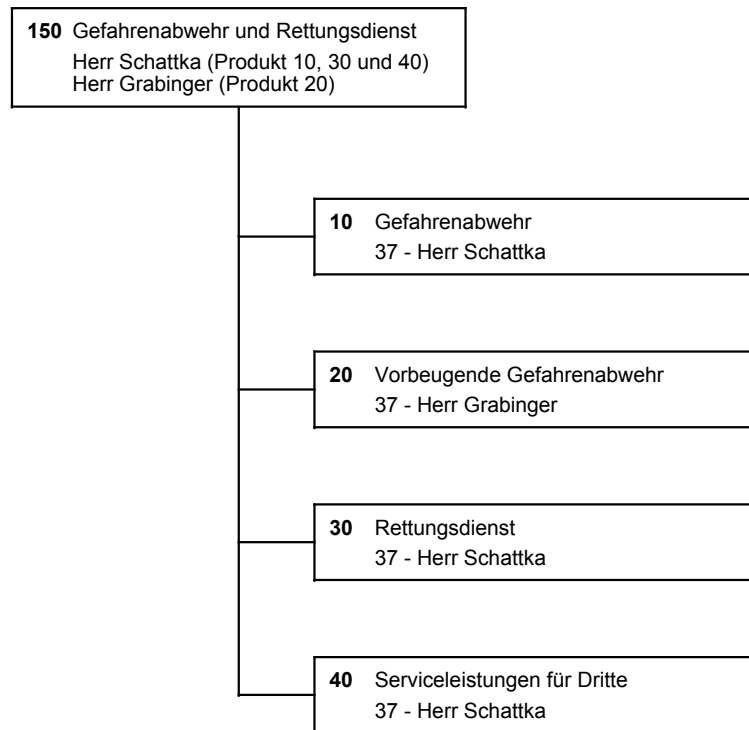 150 Gefahrenabwehr und Rettungsdienst
Herr Schattka (Produkt 10, 30 und 40)
Herr Grabinger (Produkt 20)
10 Gefahrenabwehr
37 - Herr Schattka
20 Vorbeugende Gefahrenabwehr
37 - Herr Grabinger
30 Rettungsdienst
37 - Herr Schattka
40 Serviceleistungen für Dritte
37 - Herr Schattka